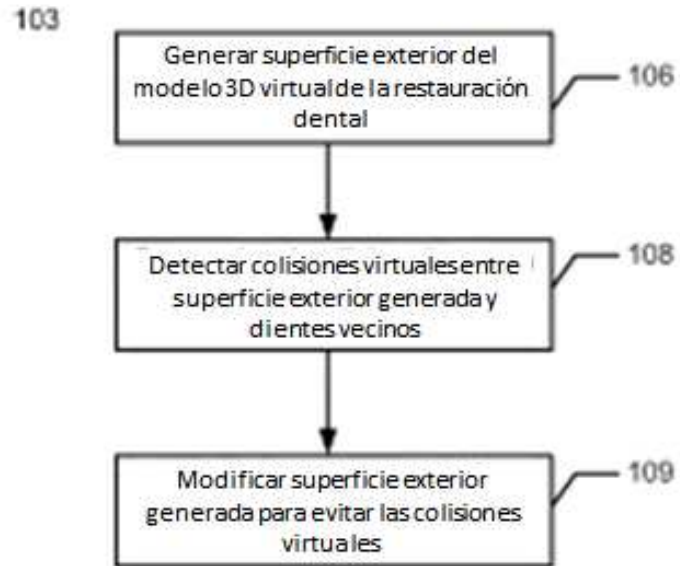 103
Generar superficie exterior del
modelo 3D virtual de la restauración
dental
106
Detectar colisiones virtuales entre
superficie exterior generada y
dientes vecinos
108
Modificar superficie exterior
generada para evitar las colisiones
virtuales
109